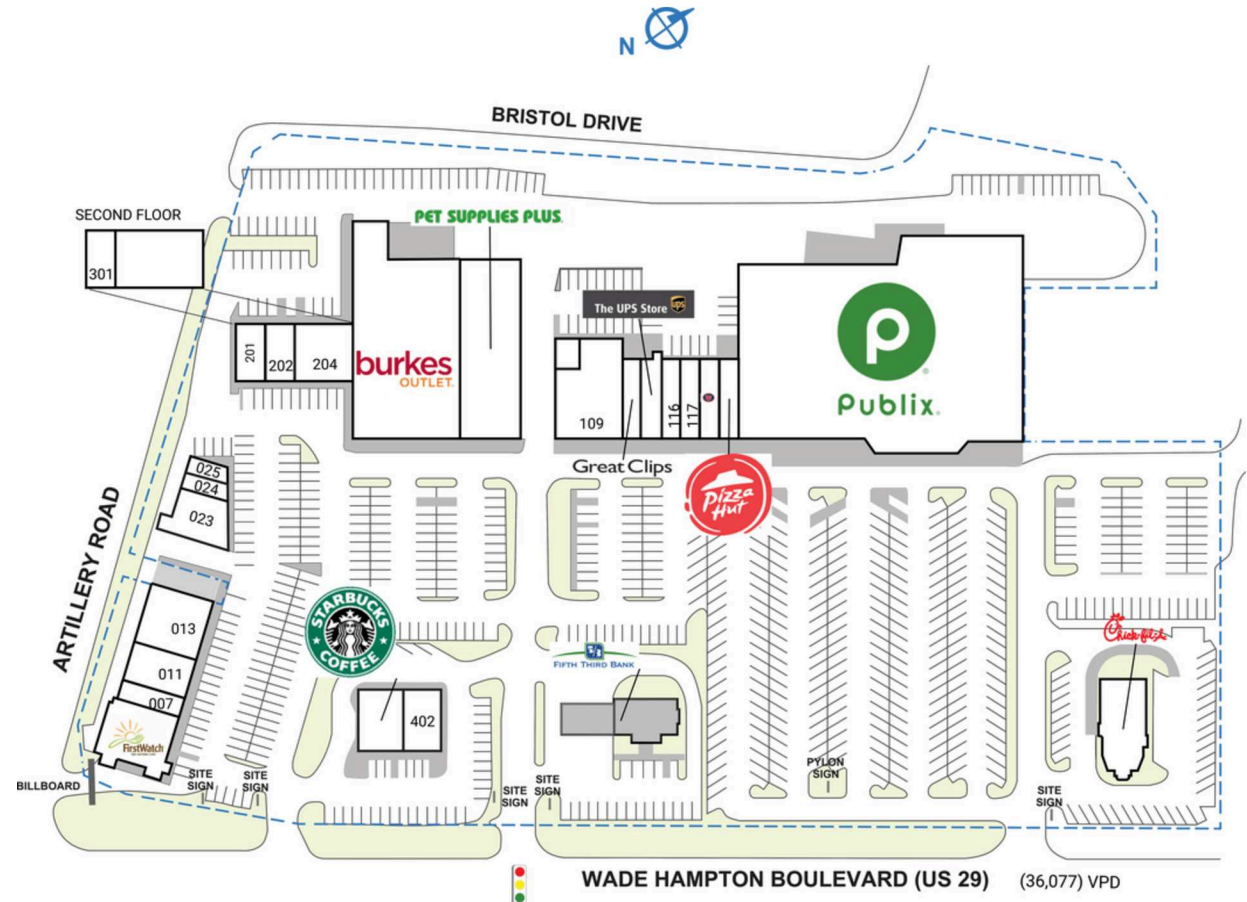 N
BRISTOL DRIVE
SECOND FLOOR
301
PET SUPPLIES PLUS.
The UPS Store
ups
201
202
204
burkes
OUTLET.
109
116
117
Publix.
Great Clips
Pizza
Hut
025
024
023
ARTILLERY ROAD
STARBUCKS
COFFEE
013
011
007
FirstWatch
402
FIFTH THIRD BANK
Chick-fil-A
BILLBOARD
SITE
SIGN
SITE
SIGN
SITE
SIGN
SITE
SIGN
PYLON
SIGN
SITE
SIGN
WADE HAMPTON BOULEVARD (US 29)
(36,077) VPD